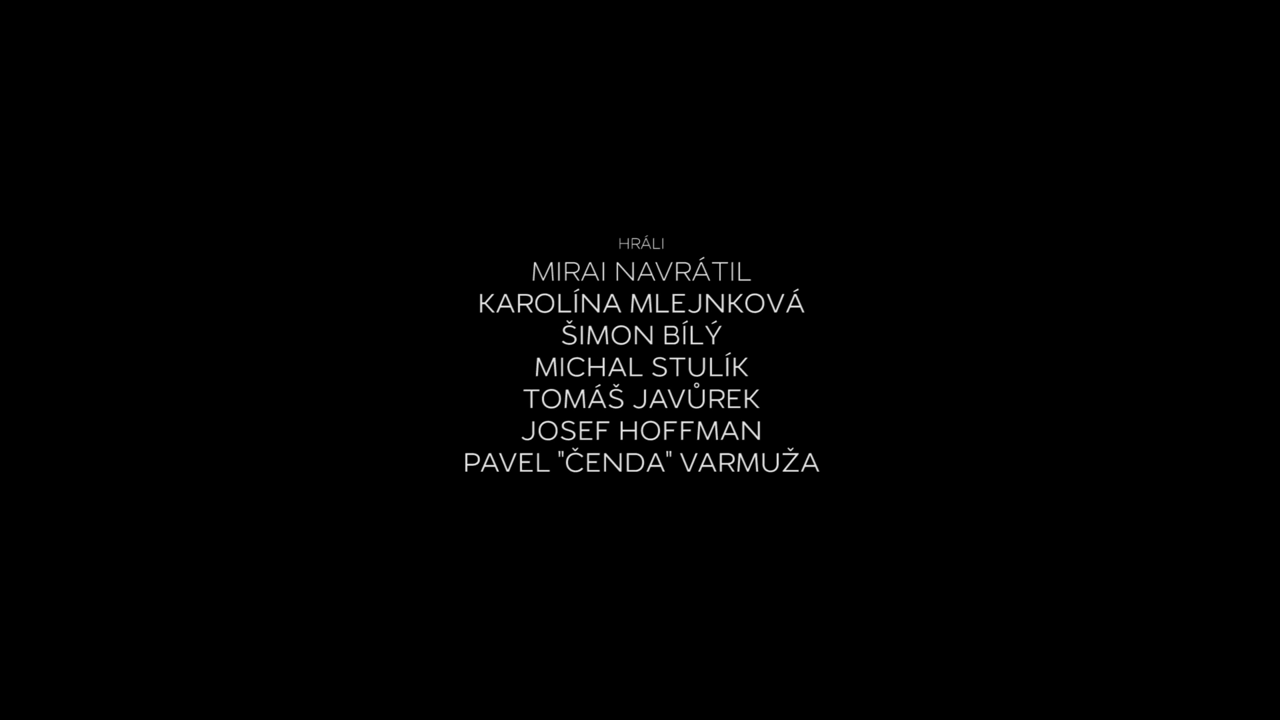 HRÁLI
MIRAI NAVRÁTIL
KAROLÍNA MLEJNKOVÁ
ŠIMON BÍLÝ
MICHAL STULÍK
TOMÁŠ JAVŮREK
JOSEF HOFFMAN
PAVEL "ČENDA" VARMUŽA